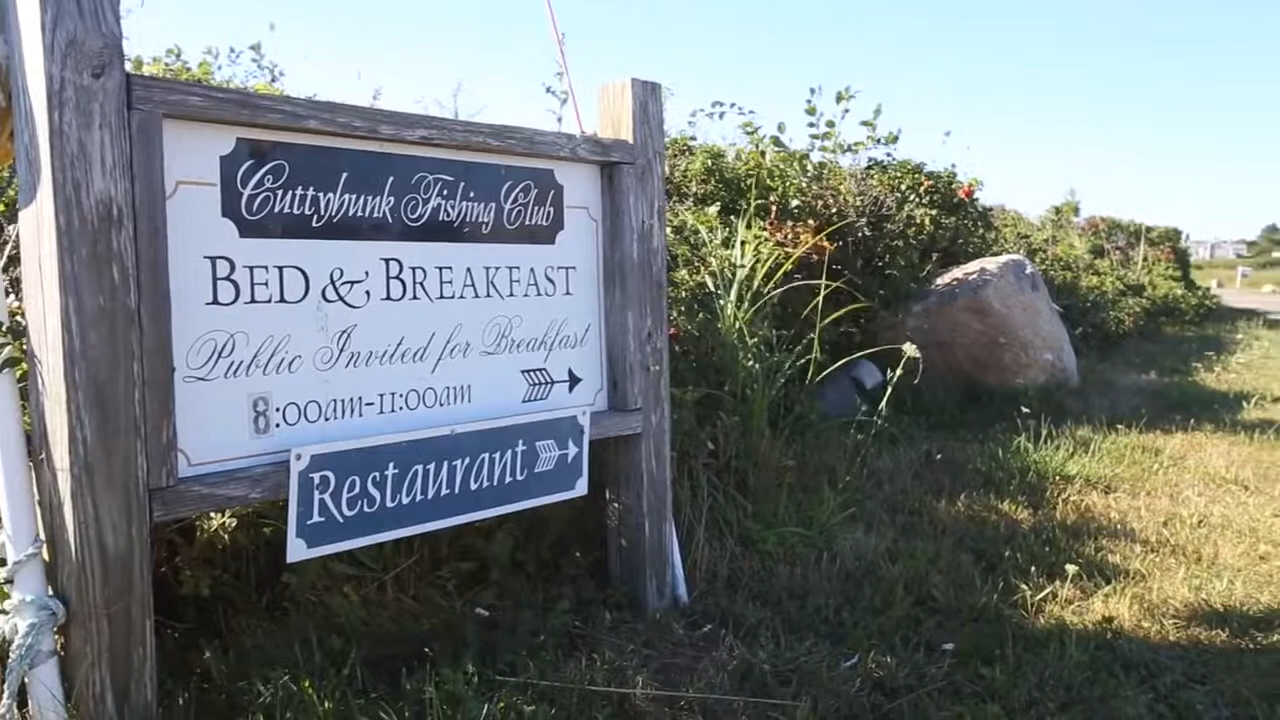 Cuttyhunk Fishing Club
BED & BREAKFAST
Public Invited for Breakfast
8:00am-11:00am
Restaurant